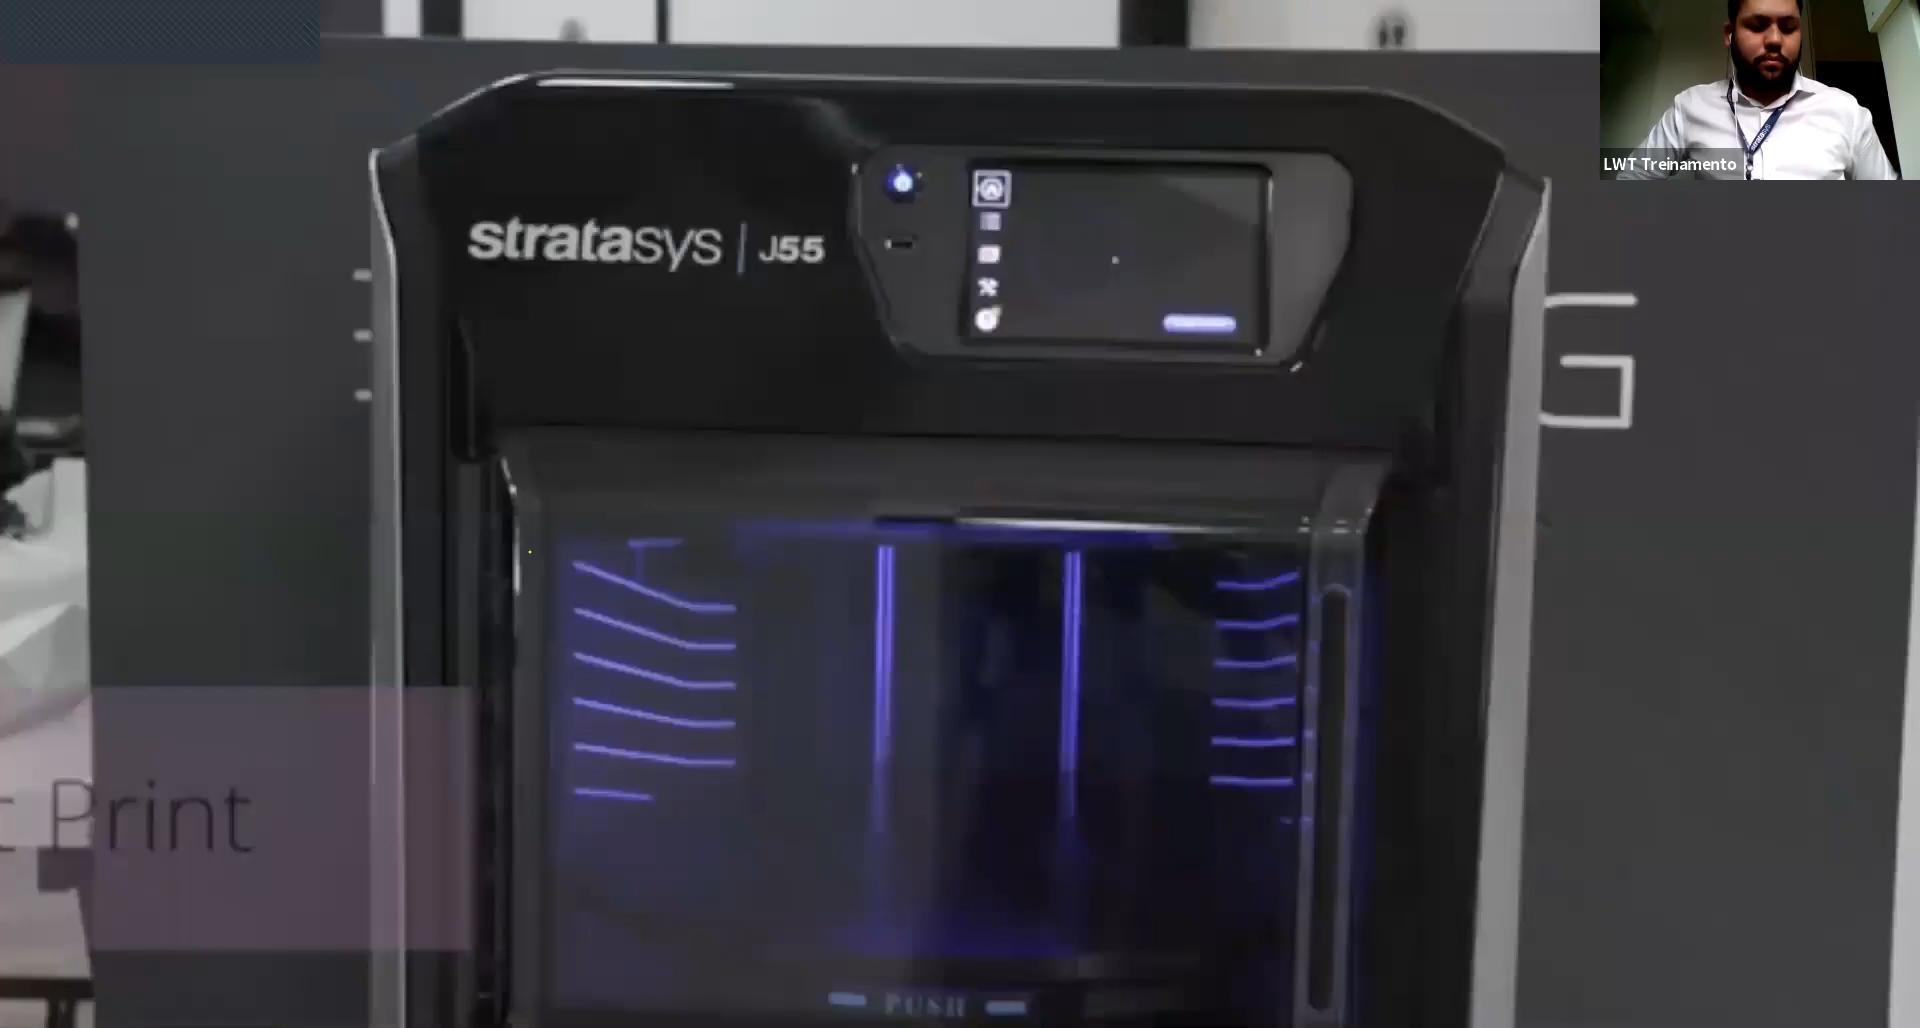 LWT Treinamento
stratasys | J55
G
t Print
PUSH